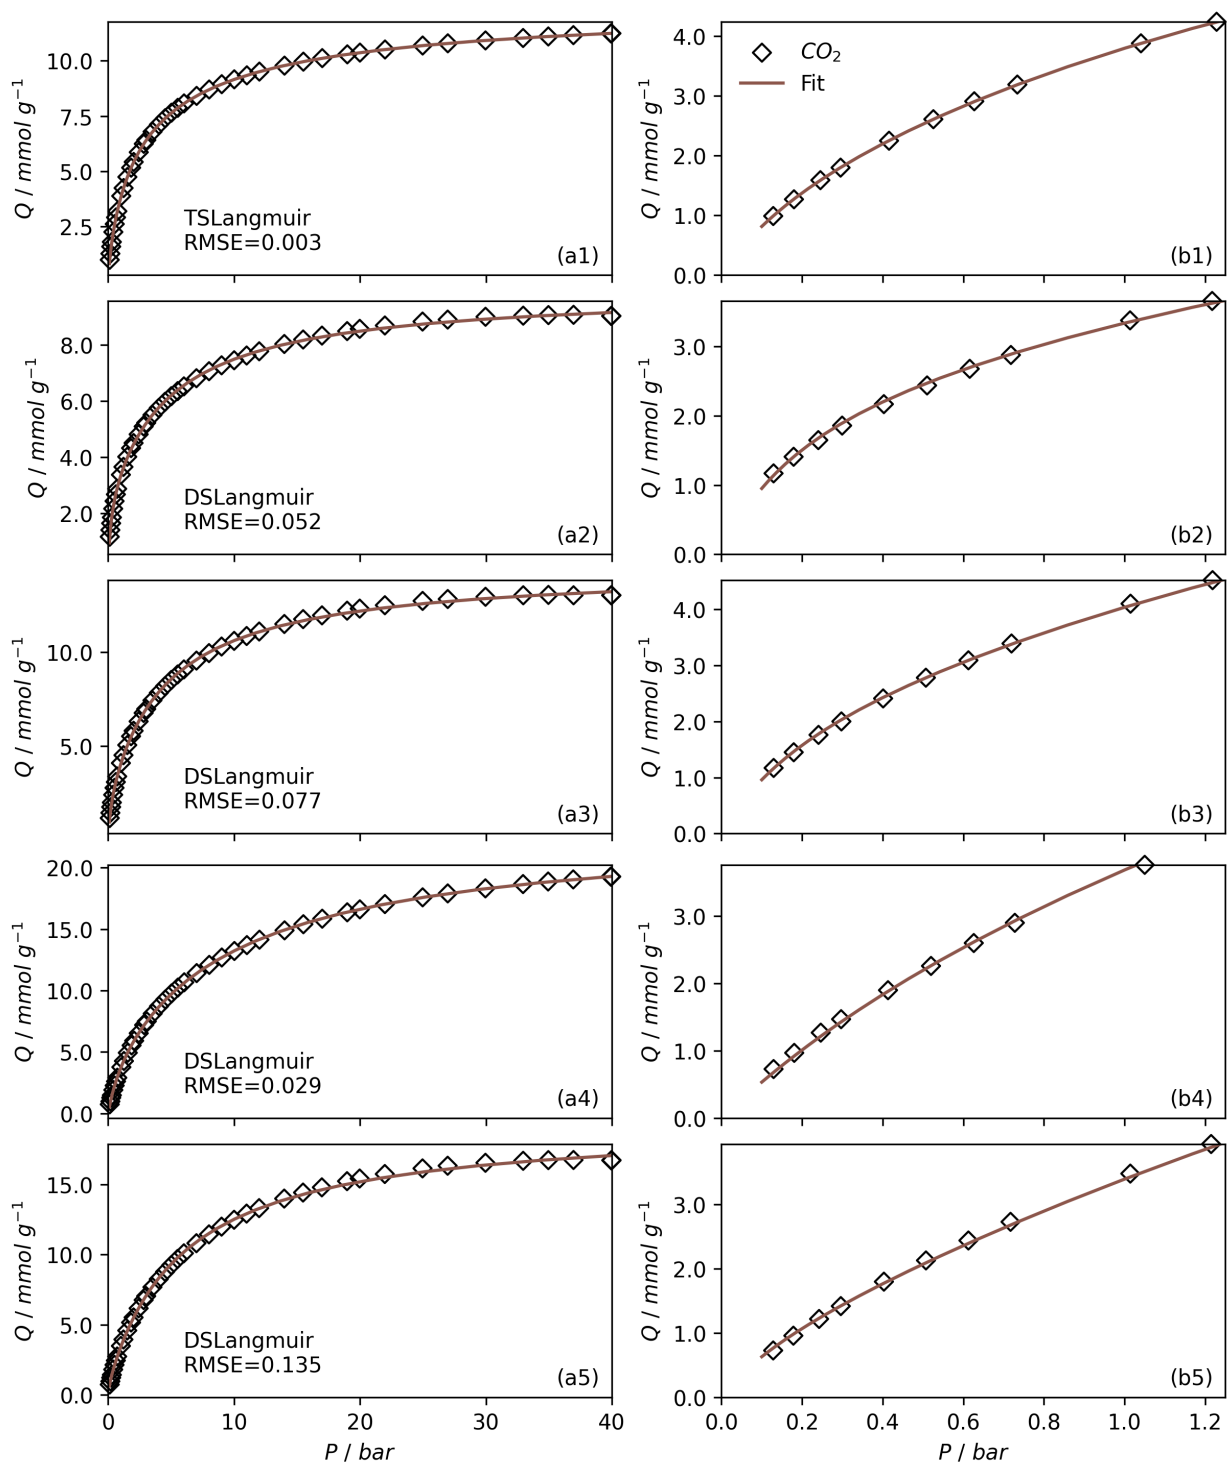 Q / mmol g⁻¹
10.0
7.5
5.0
2.5
TSLangmuir
RMSE=0.003
(a1)
Q / mmol g⁻¹
4.0
3.0
2.0
1.0
0.0
CO₂
Fit
(b1)
Q / mmol g⁻¹
8.0
6.0
4.0
2.0
DSLangmuir
RMSE=0.052
(a2)
Q / mmol g⁻¹
3.0
2.0
1.0
0.0
(b2)
Q / mmol g⁻¹
10.0
5.0
DSLangmuir
RMSE=0.077
(a3)
Q / mmol g⁻¹
4.0
3.0
2.0
1.0
0.0
(b3)
Q / mmol g⁻¹
20.0
15.0
10.0
5.0
0.0
DSLangmuir
RMSE=0.029
(a4)
Q / mmol g⁻¹
3.0
2.0
1.0
0.0
(b4)
Q / mmol g⁻¹
15.0
10.0
5.0
0.0
DSLangmuir
RMSE=0.135
(a5)
0 10 20 30 40
P / bar
Q / mmol g⁻¹
3.0
2.0
1.0
0.0
(b5)
0.0 0.2 0.4 0.6 0.8 1.0 1.2
P / bar